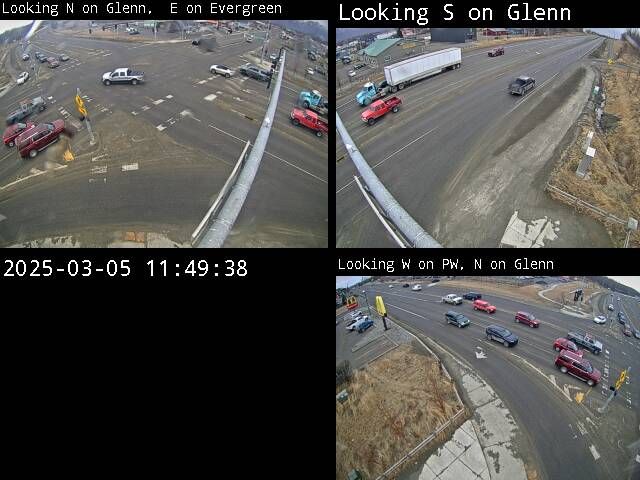 Looking N on Glenn,  E on Evergreen
Looking S on Glenn
2025-03-05 11:49:38
Looking W on PW, N on Glenn